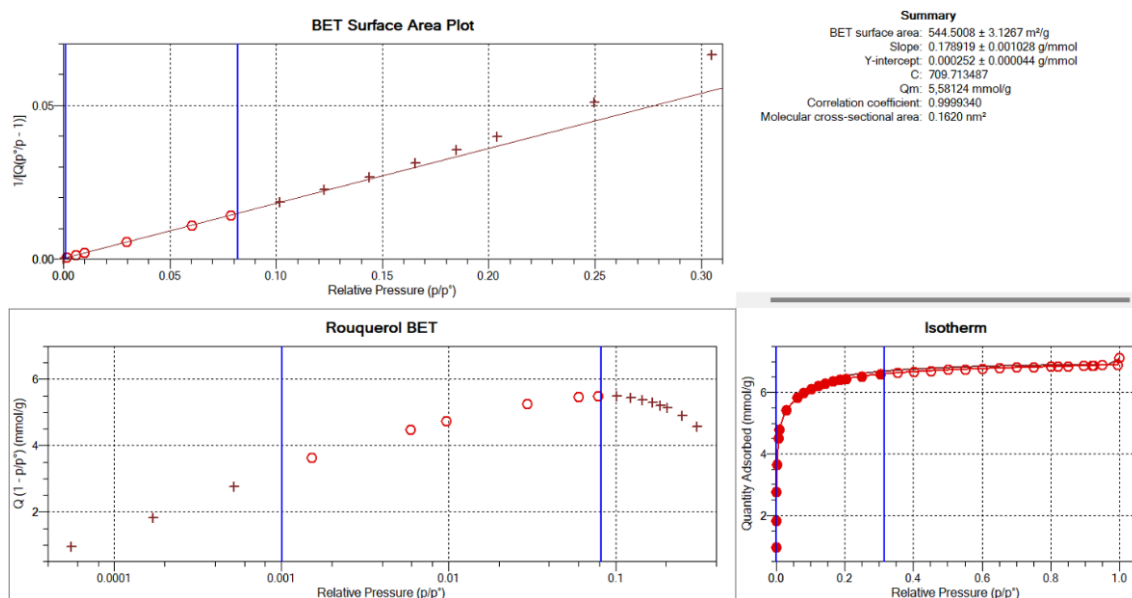 BET Surface Area Plot
1/[Q(p°/p - 1)]
0.05
0.00
0.00 0.05 0.10 0.15 0.20 0.25 0.30
Relative Pressure (p/p°)
Summary
BET surface area: 544.5008 ± 3.1267 m²/g
Slope: 0.178919 ± 0.001028 g/mmol
Y-intercept: 0.000252 ± 0.000044 g/mmol
C: 709.713487
Qm: 5,58124 mmol/g
Correlation coefficient: 0.9999340
Molecular cross-sectional area: 0.1620 nm²
Rouquerol BET
Q (1 - p/p°) (mmol/g)
6
4
2
0.0001 0.001 0.01 0.1
Relative Pressure (p/p°)
Isotherm
Quantity Adsorbed (mmol/g)
6
4
2
0.0 0.2 0.4 0.6 0.8 1.0
Relative Pressure (p/p°)